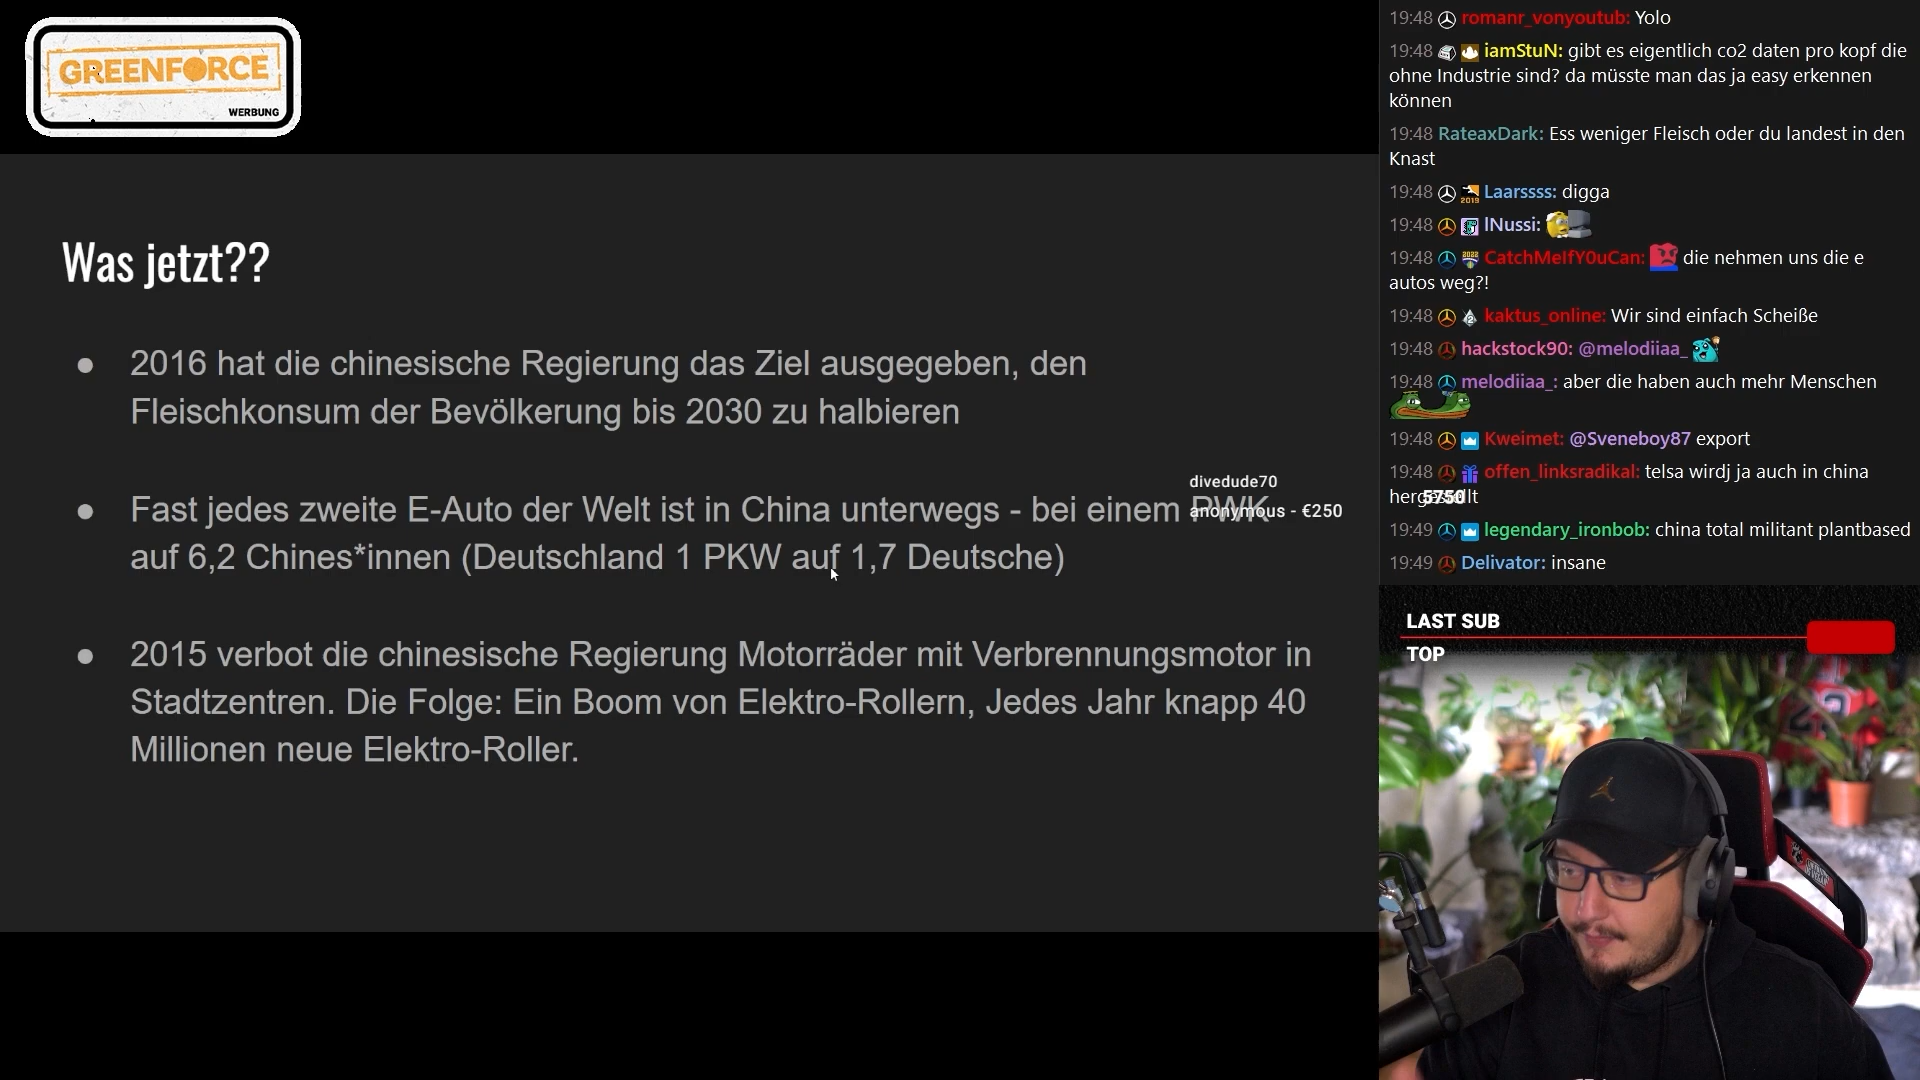 GREENFORCE
WERBUNG
Was jetzt??
● 2016 hat die chinesische Regierung das Ziel ausgegeben, den
Fleischkonsum der Bevölkerung bis 2030 zu halbieren
● Fast jedes zweite E-Auto der Welt ist in China unterwegs - bei einem PWK
auf 6,2 Chines*innen (Deutschland 1 PKW auf 1,7 Deutsche)
● 2015 verbot die chinesische Regierung Motorräder mit Verbrennungsmotor in
Stadtzentren. Die Folge: Ein Boom von Elektro-Rollern, Jedes Jahr knapp 40
Millionen neue Elektro-Roller.
divedude70
anonymous - €250
19:48 romanr_vonyoutub: Yolo
19:48 iamStuN: gibt es eigentlich co2 daten pro kopf die
ohne Industrie sind? da müsste man das ja easy erkennen
können
19:48 RateaxDark: Ess weniger Fleisch oder du landest in den
Knast
19:48 Laarssss: digga
19:48 lNussi:
19:48 CatchMeIfY0uCan: die nehmen uns die e
autos weg?!
19:48 kaktus_online: Wir sind einfach Scheiße
19:48 hackstock90: @melodiiaa_
19:48 melodiiaa_: aber die haben auch mehr Menschen
19:48 Kweimet: @Sveneboy87 export
19:48 offen_linksradikal: telsa wirdj ja auch in china
hergestellt
5750
19:49 legendary_ironbob: china total militant plantbased
19:49 Delivator: insane
LAST SUB
TOP